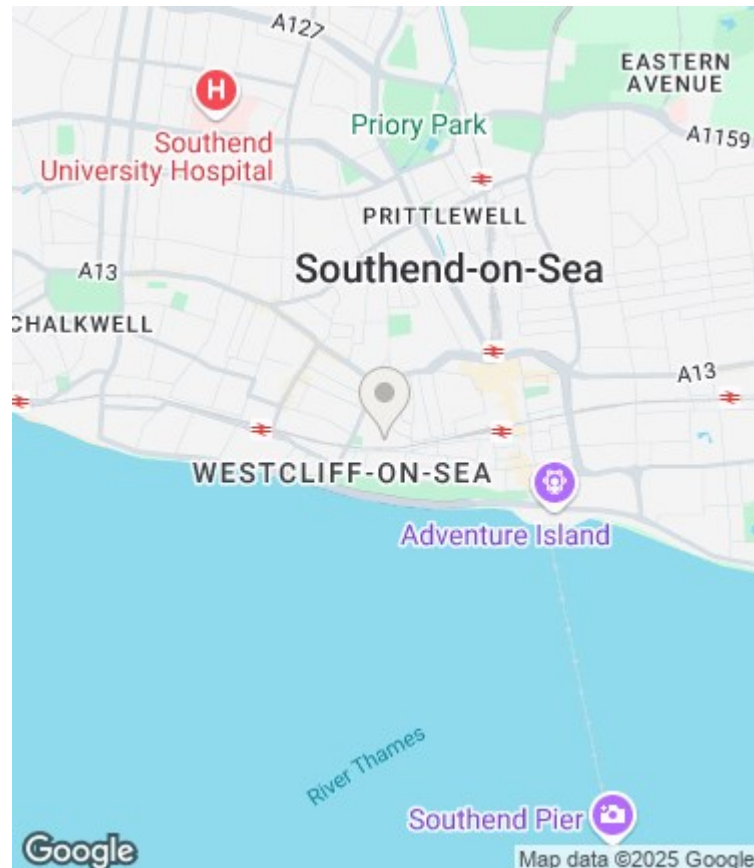 A127
EASTERN
AVENUE
H
Southend
University Hospital
Priory Park
A1159
PRITTLEWELL
A13
Southend-on-Sea
CHALKWELL
A13
WESTCLIFF-ON-SEA
Adventure Island
River Thames
Southend Pier
Google
Map data ©2025 Google